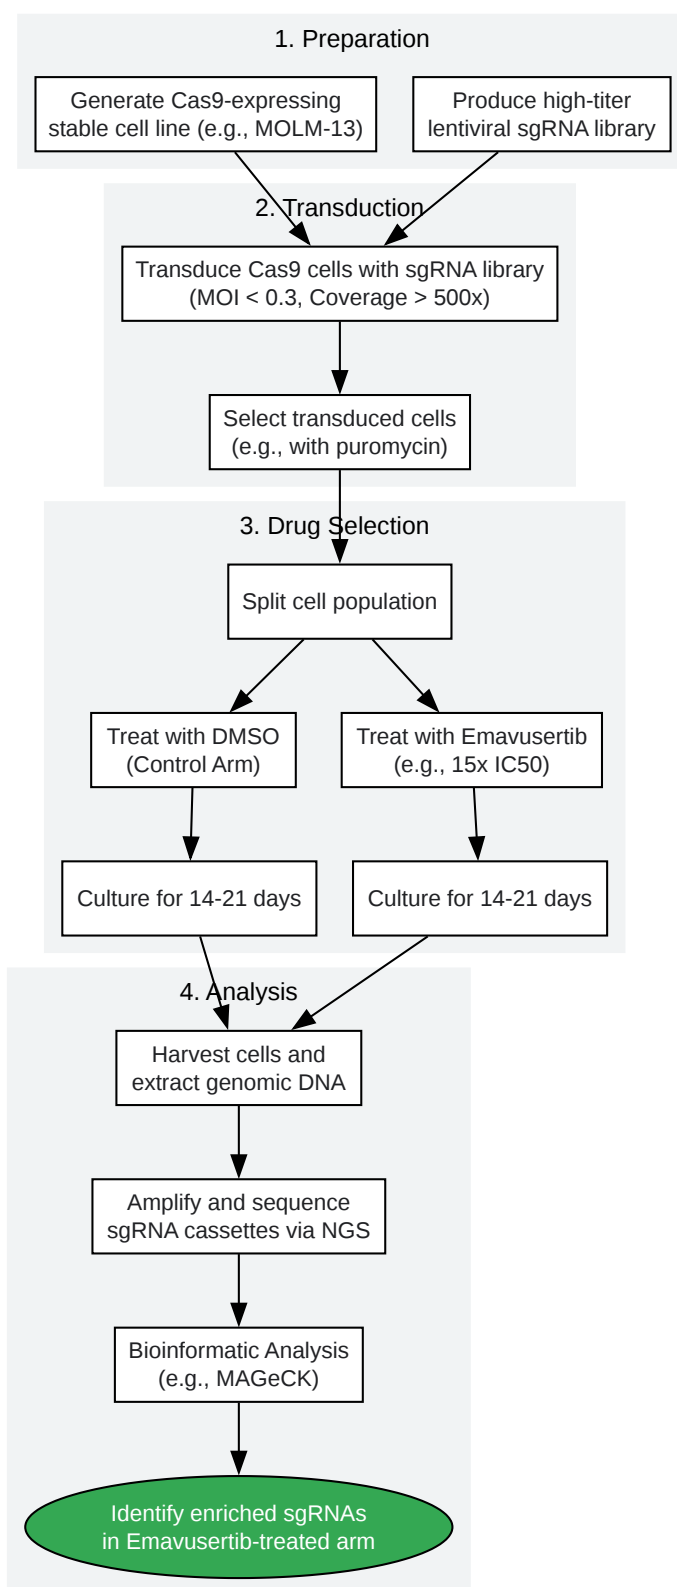 1. Preparation
Generate Cas9-expressing
stable cell line (e.g., MOLM-13)
Produce high-titer
lentiviral sgRNA library
2. Transduction
Transduce Cas9 cells with sgRNA library
(MOI < 0.3, Coverage > 500x)
Select transduced cells
(e.g., with puromycin)
3. Drug Selection
Split cell population
Treat with DMSO
(Control Arm)
Treat with Emavusertib
(e.g., 15x IC50)
Culture for 14-21 days
Culture for 14-21 days
4. Analysis
Harvest cells and
extract genomic DNA
Amplify and sequence
sgRNA cassettes via NGS
Bioinformatic Analysis
(e.g., MAGeCK)
Identify enriched sgRNAs
in Emavusertib-treated arm